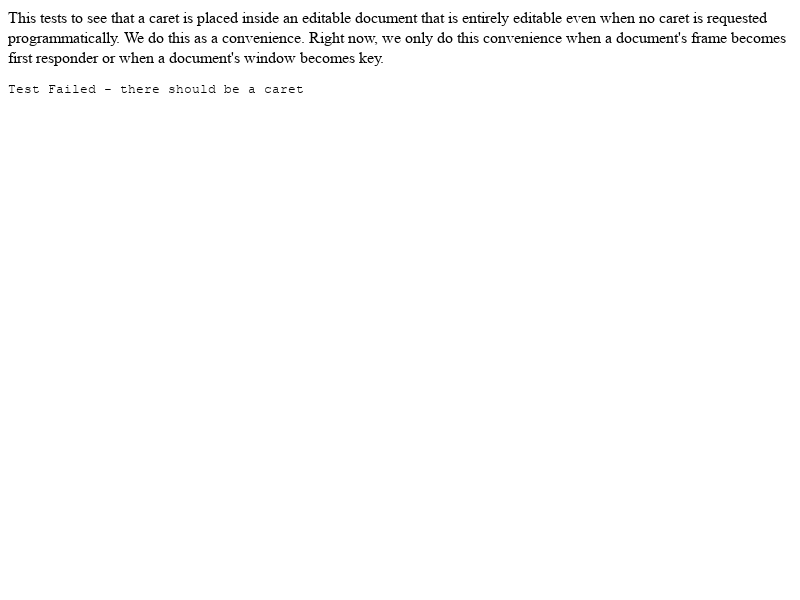 This tests to see that a caret is placed inside an editable document that is entirely editable even when no caret is requested
programmatically. We do this as a convenience. Right now, we only do this convenience when a document's frame becomes
first responder or when a document's window becomes key.
Test Failed - there should be a caret